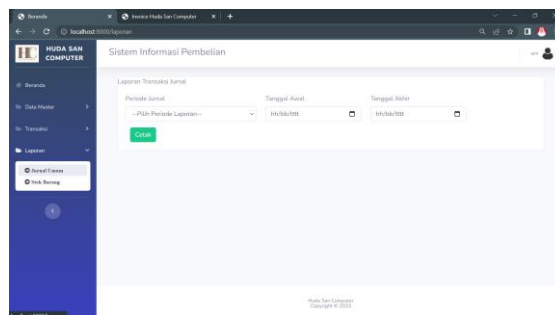 Beranda
Invoice Huda San Computer
localhost:8000/laporan
HUDA SAN
COMPUTER
Sistem Informasi Pembelian
Beranda
Data Master
Transaksi
Laporan
Jurnal Umum
Stok Barang
Laporan Transaksi Jurnal
Periode Jurnal
Tanggal Awal
Tanggal Akhir
--Pilih Periode Laporan--
hh/bb/tttt
hh/bb/tttt
Cetak
Huda San Computer
Copyright © 2023